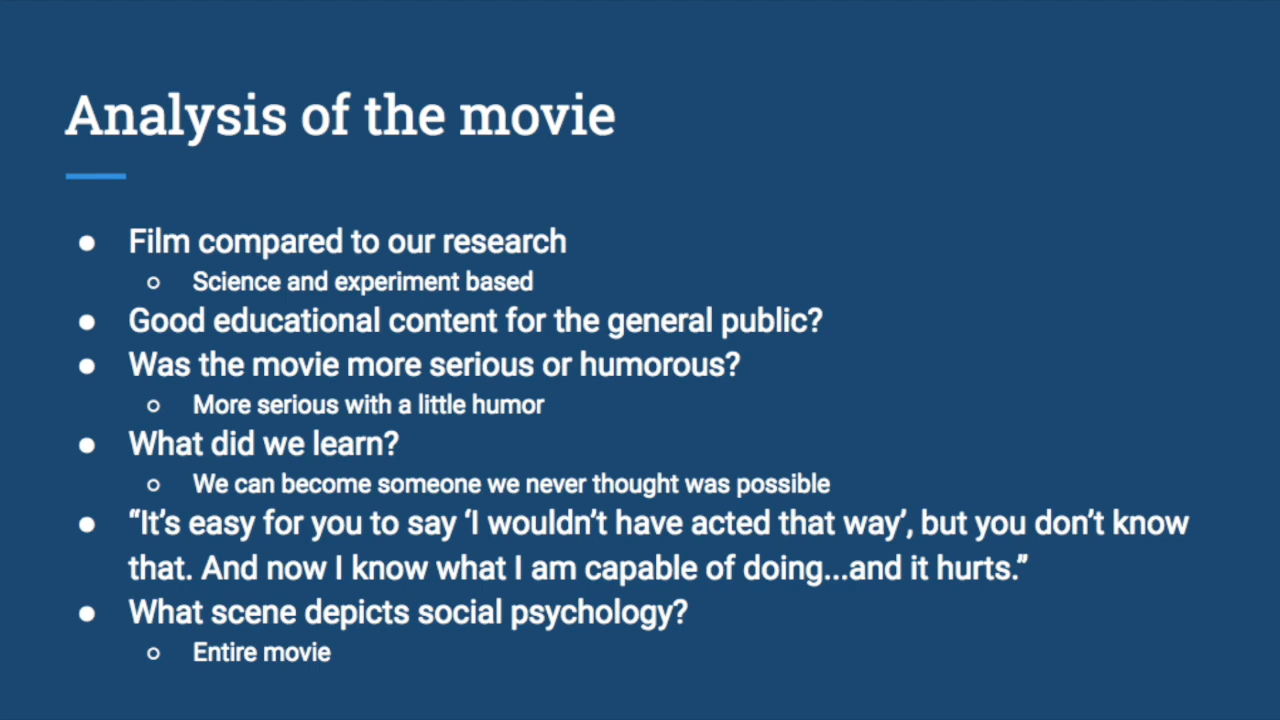 Analysis of the movie
● Film compared to our research
○ Science and experiment based
● Good educational content for the general public?
● Was the movie more serious or humorous?
○ More serious with a little humor
● What did we learn?
○ We can become someone we never thought was possible
● “It’s easy for you to say ‘I wouldn’t have acted that way’, but you don’t know
that. And now I know what I am capable of doing...and it hurts.”
● What scene depicts social psychology?
○ Entire movie